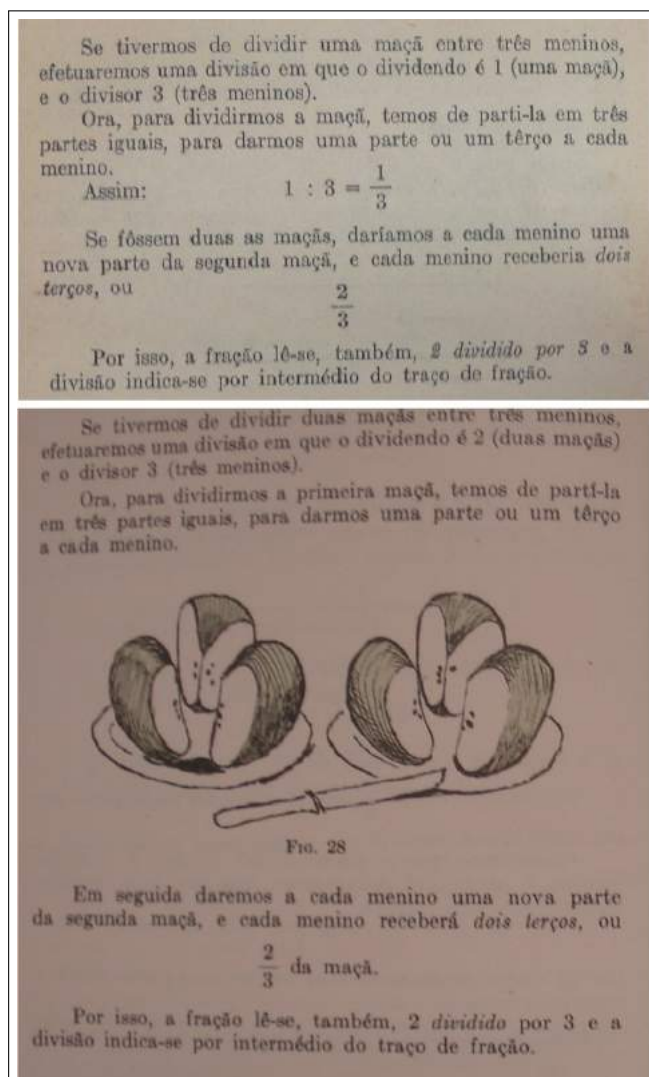 Se tivermos de dividir uma maçã entre três meninos,
efetuaremos uma divisão em que o dividendo é 1 (uma maçã),
e o divisor 3 (três meninos).
Ora, para dividirmos a maçã, temos de parti-la em três
partes iguais, para darmos uma parte ou um têrço a cada
menino.
Assim: 1 : 3 = 1/3
Se fôssem duas as maçãs, daríamos a cada menino uma
nova parte da segunda maçã, e cada menino receberia dois
terços, ou
2/3
Por isso, a fração lê-se, também, 2 dividido por 3 e a
divisão indica-se por intermédio do traço de fração.
Se tivermos de dividir duas maçãs entre três meninos,
efetuaremos uma divisão em que o dividendo é 2 (duas maçãs)
e o divisor 3 (três meninos).
Ora, para dividirmos a primeira maçã, temos de partí-la
em três partes iguais, para darmos uma parte ou um têrço
a cada menino.
FIG. 28
Em seguida daremos a cada menino uma nova parte
da segunda maçã, e cada menino receberá dois terços, ou
2/3 da maçã.
Por isso, a fração lê-se, também, 2 dividido por 3 e a
divisão indica-se por intermédio do traço de fração.